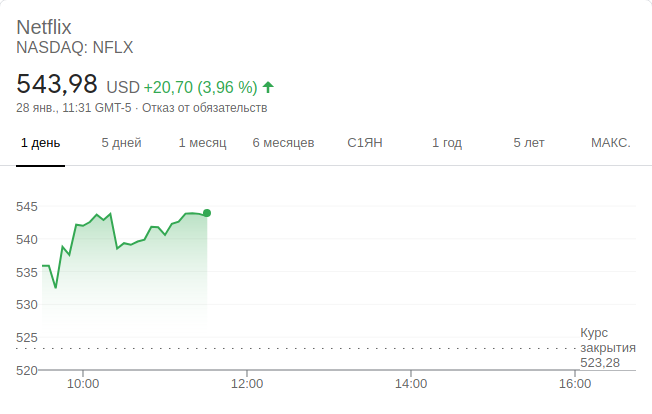 Netflix
NASDAQ: NFLX
543,98 USD +20,70 (3,96 %)
28 янв., 11:31 GMT-5 · Отказ от обязательств
1 день 5 дней 1 месяц 6 месяцев С1ЯН 1 год 5 лет МАКС.
545
540
535
530
525
520
Курс
закрытия
523,28
10:00 12:00 14:00 16:00